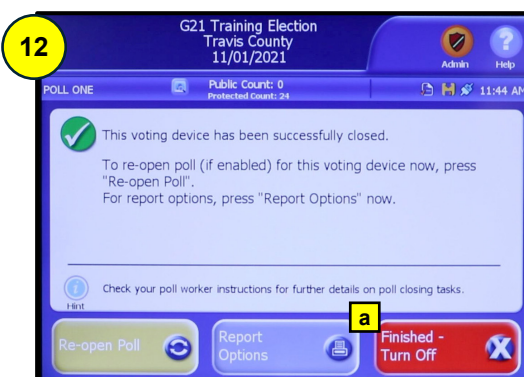 12
G21 Training Election
Travis County
11/01/2021
Admin
Help
POLL ONE
Public Count: 0
Protected Count: 24
11:44 AM
This voting device has been successfully closed.
To re-open poll (if enabled) for this voting device now, press
"Re-open Poll".
For report options, press "Report Options" now.
Hint
Check your poll worker instructions for further details on poll closing tasks.
a
Re-open Poll
Report
Options
Finished -
Turn Off